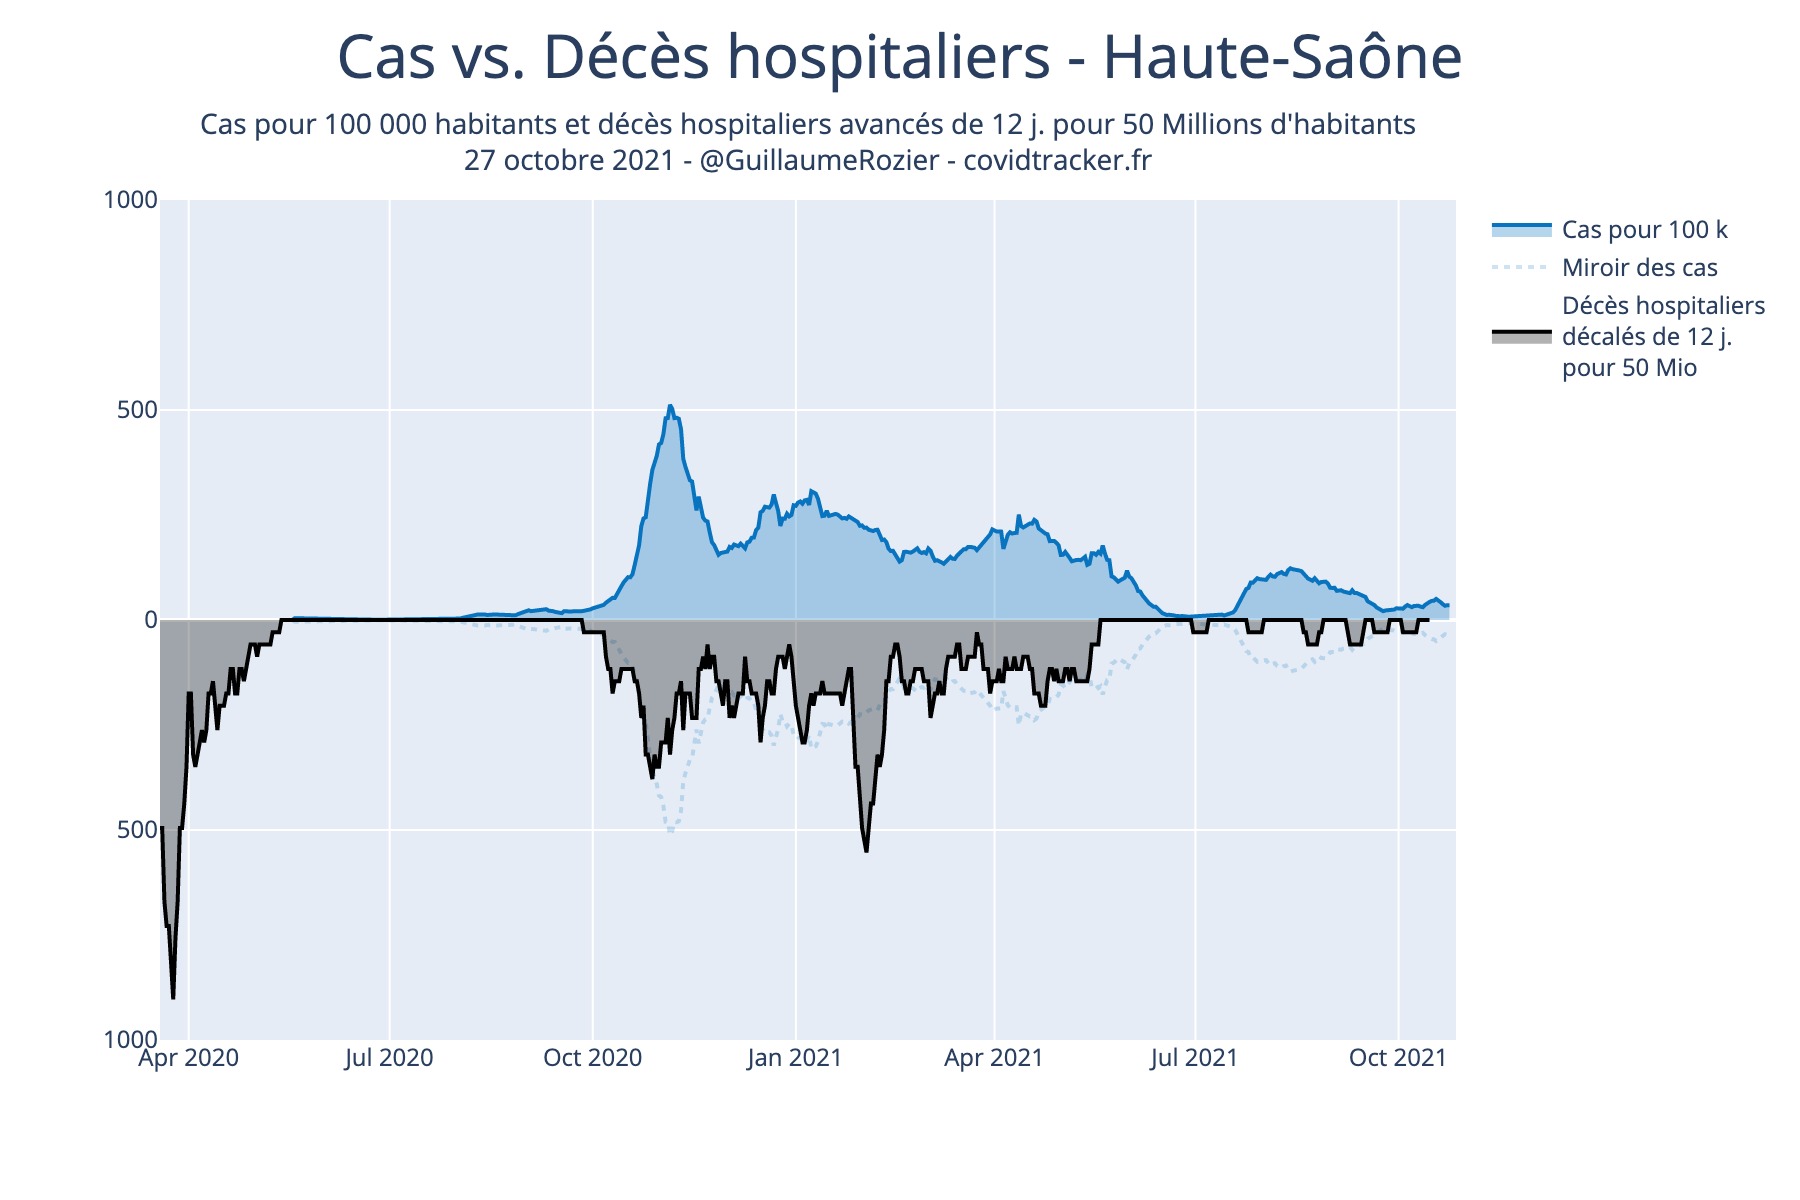 Cas vs. Décès hospitaliers - Haute-Saône
Cas pour 100 000 habitants et décès hospitaliers avancés de 12 j. pour 50 Millions d'habitants
27 octobre 2021 - @GuillaumeRozier - covidtracker.fr
1000
500
0
500
1000
Apr 2020
Jul 2020
Oct 2020
Jan 2021
Apr 2021
Jul 2021
Oct 2021
Cas pour 100 k
Miroir des cas
Décès hospitaliers
décalés de 12 j.
pour 50 Mio